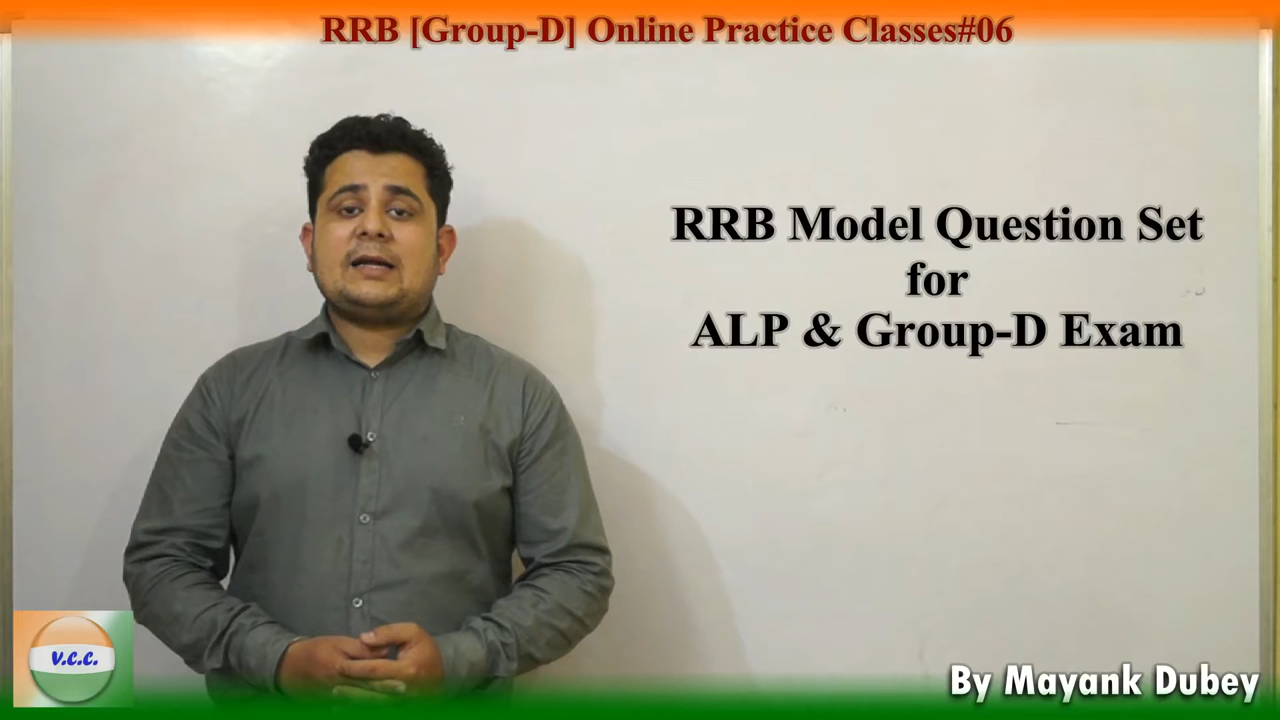 RRB [Group-D] Online Practice Classes#06
RRB Model Question Set
for
ALP & Group-D Exam
V.C.C.
By Mayank Dubey